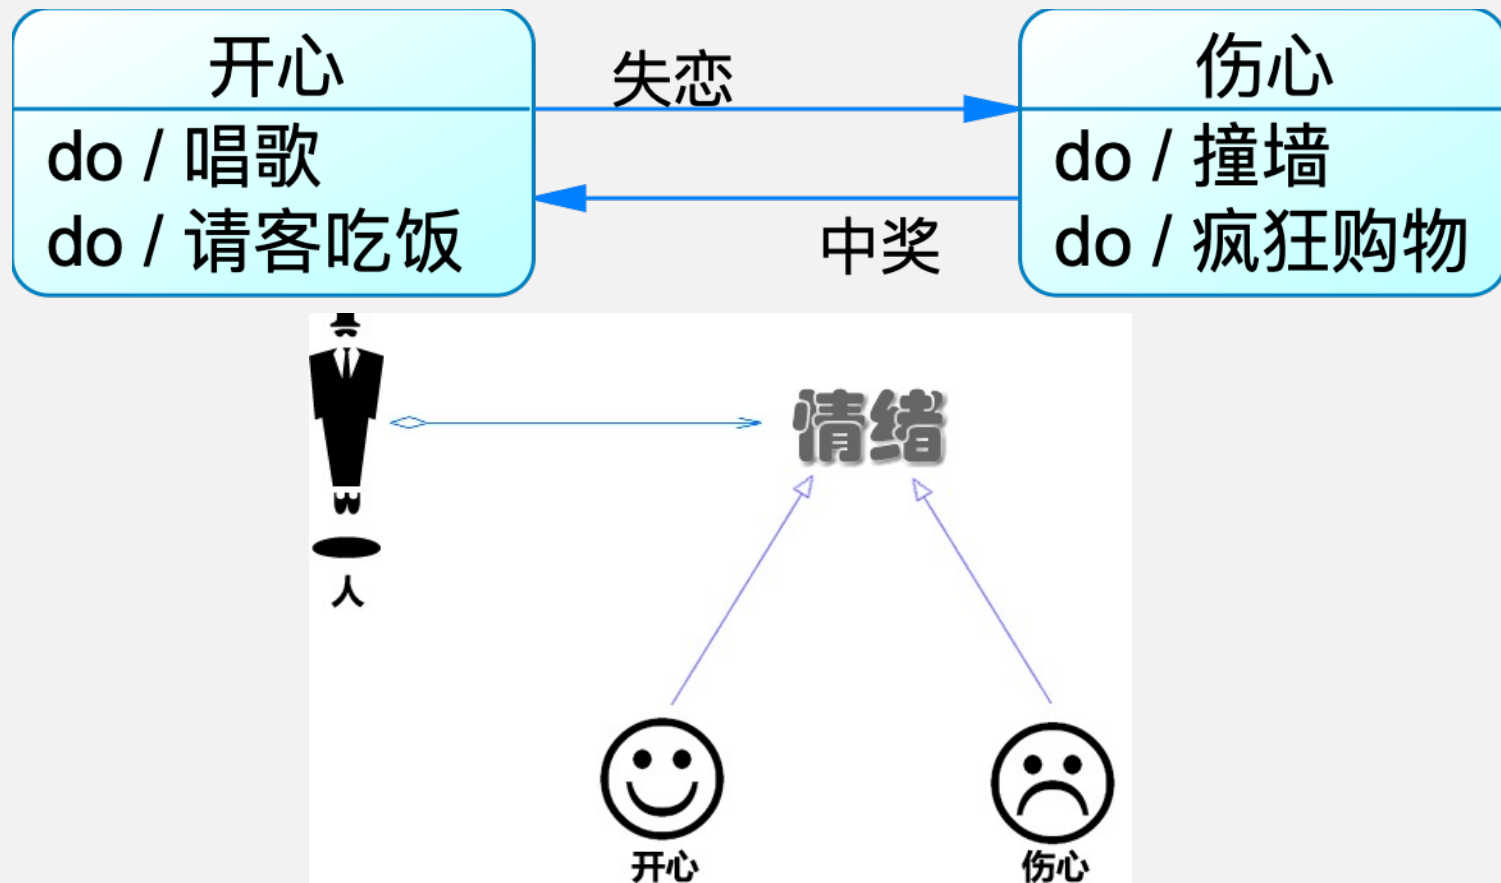 开心
do / 唱歌
do / 请客吃饭
失恋
中奖
伤心
do / 撞墙
do / 疯狂购物
情绪
人
开心
伤心